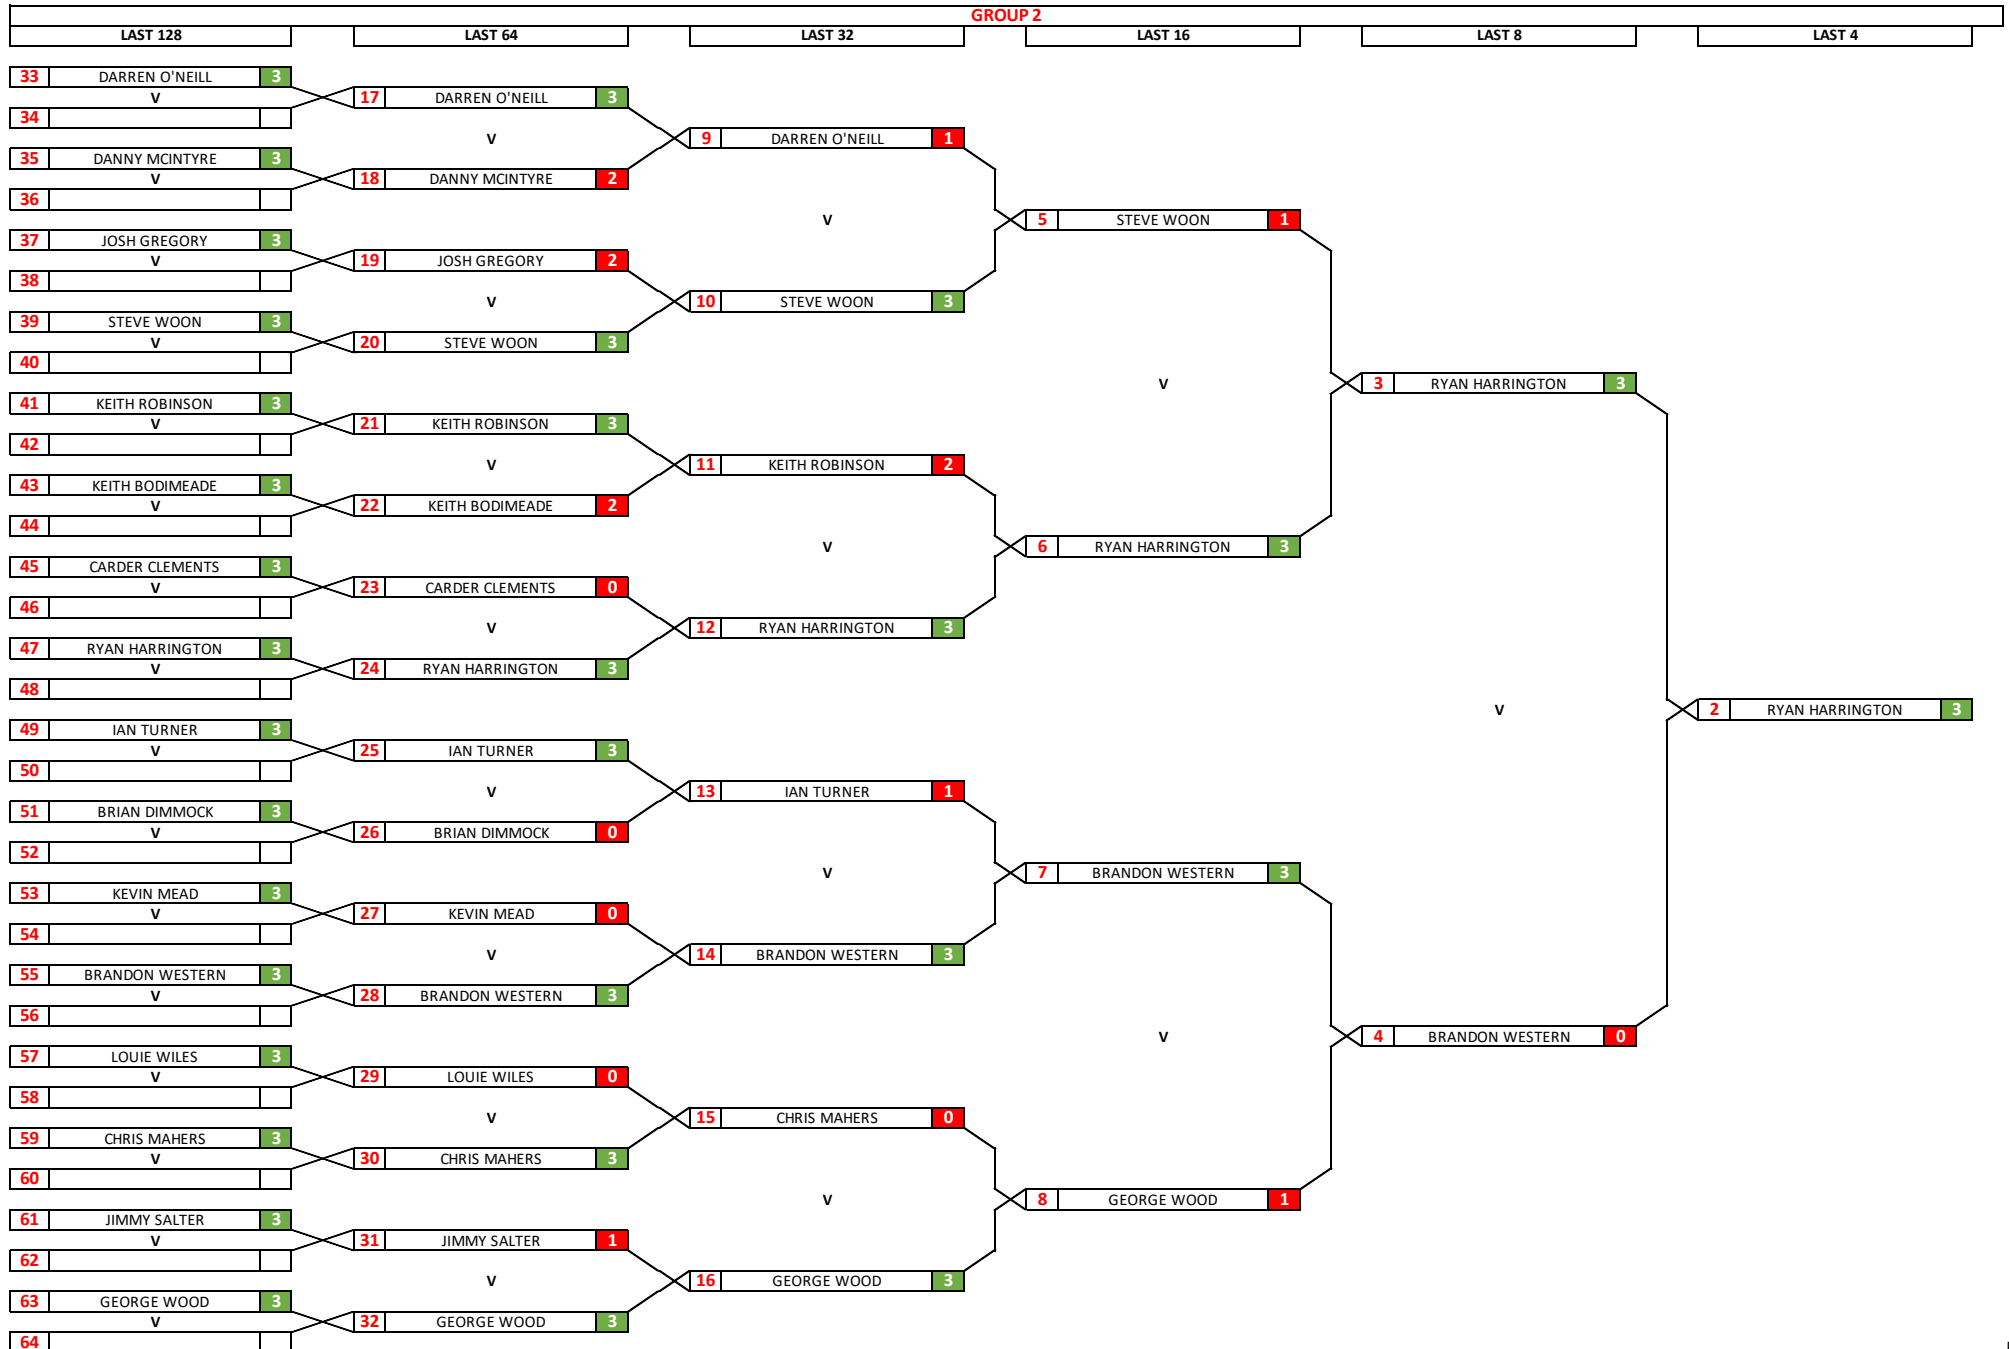 GROUP 2
LAST 128 LAST 64 LAST 32 LAST 16 LAST 8 LAST 4
33 DARREN O'NEILL 3
V
34
35 DANNY MCINTYRE 3
V
36
37 JOSH GREGORY 3
V
38
39 STEVE WOON 3
V
40
41 KEITH ROBINSON 3
V
42
43 KEITH BODIMEADE 3
V
44
45 CARDER CLEMENTS 3
V
46
47 RYAN HARRINGTON 3
V
48
49 IAN TURNER 3
V
50
51 BRIAN DIMMOCK 3
V
52
53 KEVIN MEAD 3
V
54
55 BRANDON WESTERN 3
V
56
57 LOUIE WILES 3
V
58
59 CHRIS MAHERS 3
V
60
61 JIMMY SALTER 3
V
62
63 GEORGE WOOD 3
V
64
17 DARREN O'NEILL 3
V
18 DANNY MCINTYRE 2
19 JOSH GREGORY 2
V
20 STEVE WOON 3
21 KEITH ROBINSON 3
V
22 KEITH BODIMEADE 2
23 CARDER CLEMENTS 0
V
24 RYAN HARRINGTON 3
25 IAN TURNER 3
V
26 BRIAN DIMMOCK 0
27 KEVIN MEAD 0
V
28 BRANDON WESTERN 3
29 LOUIE WILES 0
V
30 CHRIS MAHERS 3
31 JIMMY SALTER 1
V
32 GEORGE WOOD 3
9 DARREN O'NEILL 1
V
10 STEVE WOON 3
11 KEITH ROBINSON 2
V
12 RYAN HARRINGTON 3
13 IAN TURNER 1
V
14 BRANDON WESTERN 3
15 CHRIS MAHERS 0
V
16 GEORGE WOOD 3
5 STEVE WOON 1
V
6 RYAN HARRINGTON 3
7 BRANDON WESTERN 3
V
8 GEORGE WOOD 1
3 RYAN HARRINGTON 3
V
4 BRANDON WESTERN 0
2 RYAN HARRINGTON 3